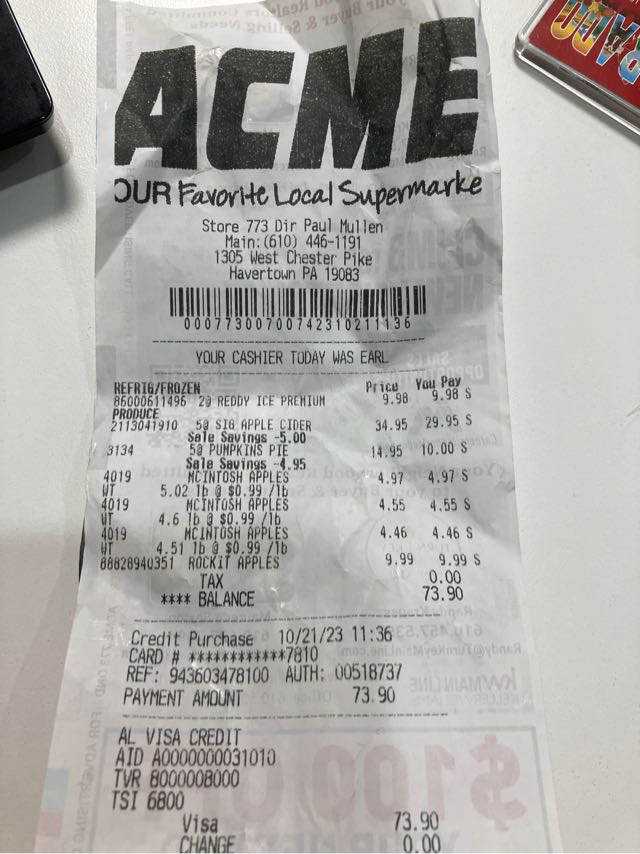 ACME
OUR Favorite Local Supermarke
Store 773 Dir Paul Mullen
Main:(610) 446-1191
1305 West Chester Pike
Havertown PA 19083
00077300700742310211136
YOUR CASHIER TODAY WAS EARL
REFRIG/FROZEN Price You Pay
86000611496 2@ REDDY ICE PREMIUM 9.98 9.98 S
PRODUCE
2113041910 5@ SIG APPLE CIDER 34.95 29.95 S
Sale Savings -5.00
3134 5@ PUMPKINS PIE 14.95 10.00 S
Sale Savings -4.95
4019 MCINTOSH APPLES 4.97 4.97 S
WT 5.02 lb @ $0.99 /lb
4019 MCINTOSH APPLES 4.55 4.55 S
WT 4.6 lb @ $0.99 /lb
4019 MCINTOSH APPLES 4.46 4.46 S
WT 4.51 lb @ $0.99 /lb
88828940351 ROCKIT APPLES 9.99 9.99 S
TAX 0.00
**** BALANCE 73.90
Credit Purchase 10/21/23 11:36
CARD # ************7810
REF: 943603478100 AUTH: 00518737
PAYMENT AMOUNT 73.90
AL VISA CREDIT
AID A0000000031010
TVR 8000008000
TSI 6800
Visa 73.90
CHANGE 0.00